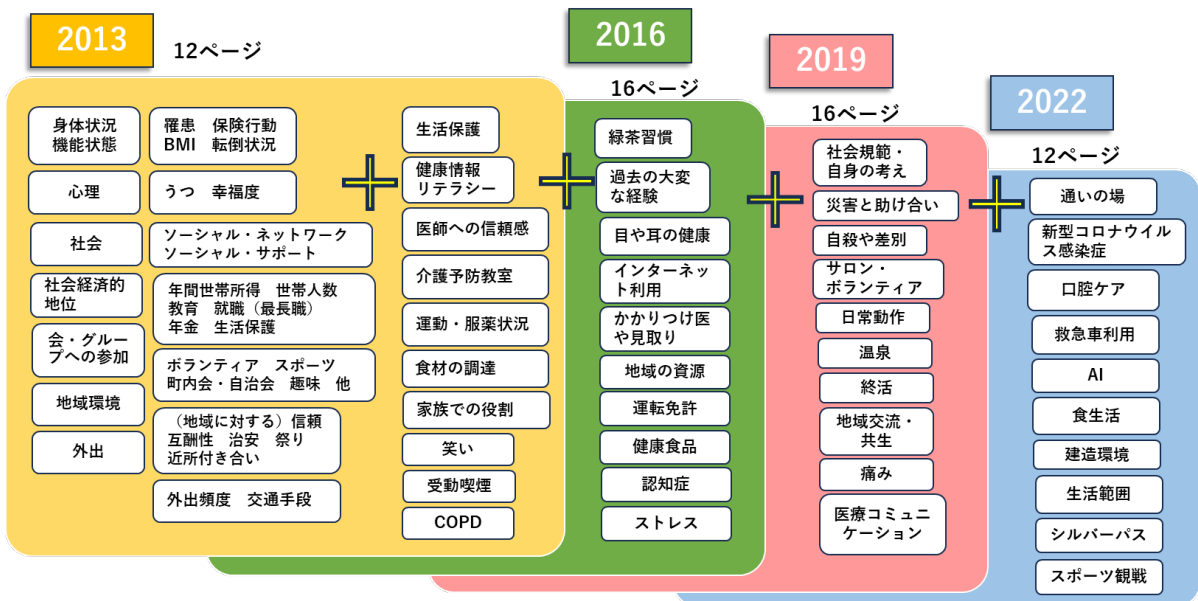 2013
12ページ
身体状況
機能状態
罹患 保険行動
BMI 転倒状況
心理
うつ 幸福度
社会
ソーシャル・ネットワーク
ソーシャル・サポート
社会経済的
地位
年間世帯所得 世帯人数
教育 就職（最長職）
年金 生活保護
会・グルー
プへの参加
ボランティア スポーツ
町内会・自治会 趣味 他
地域環境
（地域に対する）信頼
互酬性 治安 祭り
近所付き合い
外出
外出頻度 交通手段
生活保護
健康情報
リテラシー
医師への信頼感
介護予防教室
運動・服薬状況
食材の調達
家族での役割
笑い
受動喫煙
COPD
2016
16ページ
緑茶習慣
過去の大変
な経験
目や耳の健康
インターネッ
ト利用
かかりつけ医
や見取り
地域の資源
運転免許
健康食品
認知症
ストレス
2019
16ページ
社会規範・
自身の考え
災害と助け合い
自殺や差別
サロン・
ボランティア
日常動作
温泉
終活
地域交流・
共生
痛み
医療コミュニ
ケーション
2022
12ページ
通いの場
新型コロナウイル
ス感染症
口腔ケア
救急車利用
AI
食生活
建造環境
生活範囲
シルバーパス
スポーツ観戦